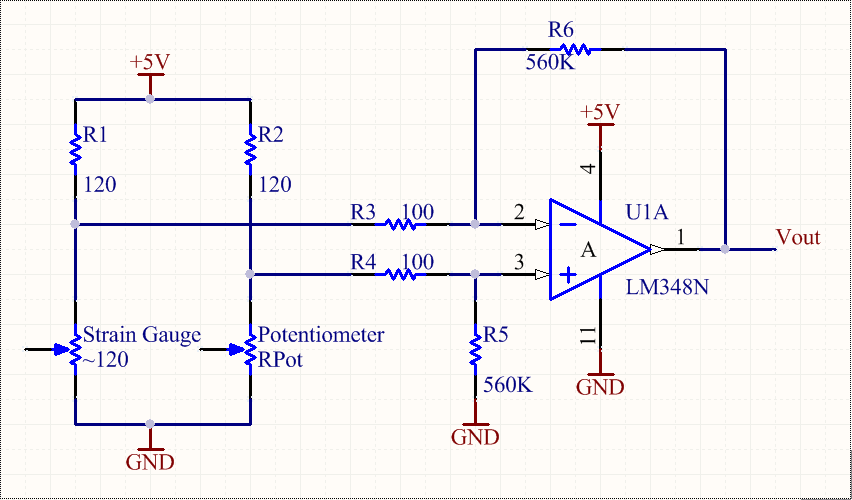 R6
560K
+5V
+5V
R1
R2
120
120
4
R3 100
2
U1A
A
1
Vout
R4 100
3
LM348N
Strain Gauge
~120
Potentiometer
RPot
R5
560K
11
GND
GND
GND